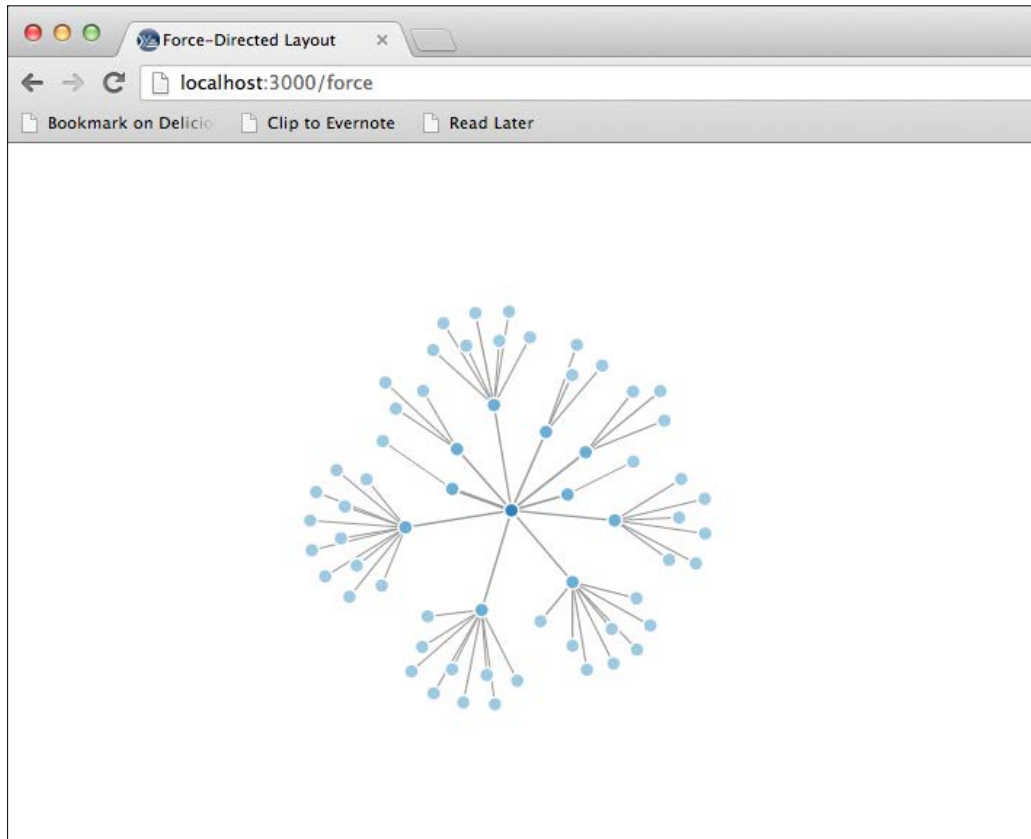 Force-Directed Layout
localhost:3000/force
Bookmark on Delicio
Clip to Evernote
Read Later